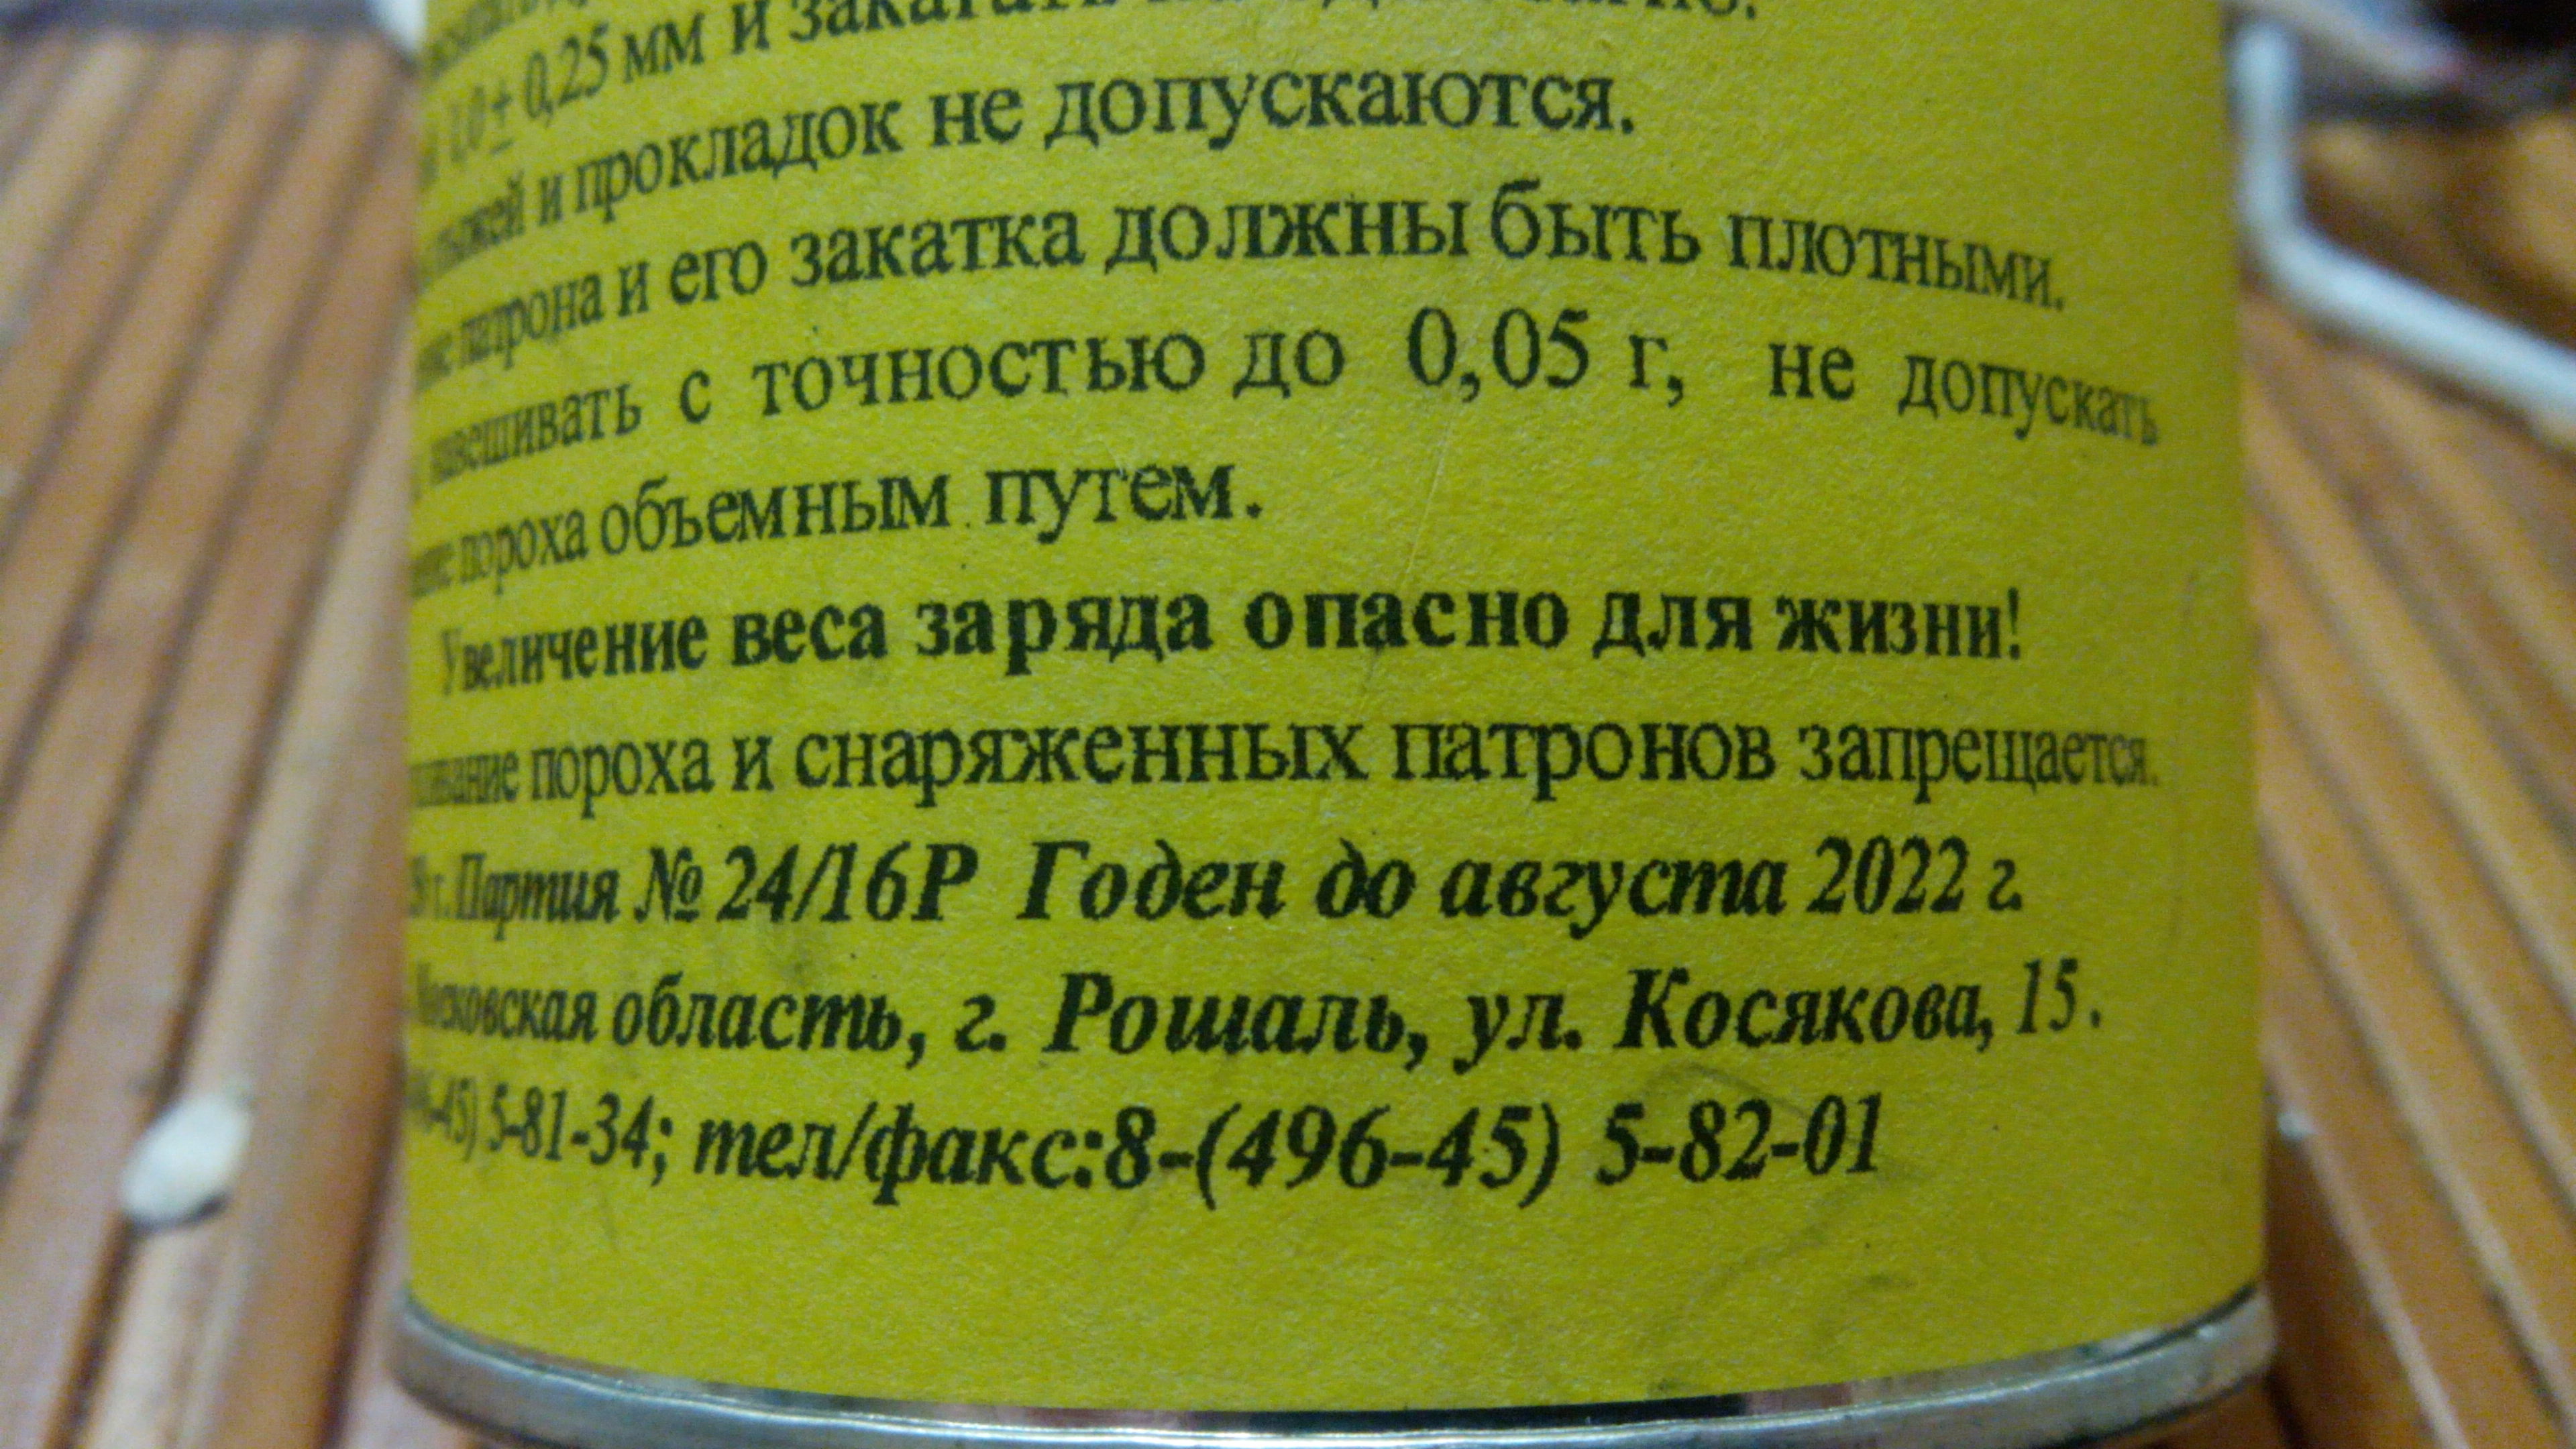 ± 0,25 мм и закатать
и прокладок не допускаются.
патрона и его закатка должны быть плотными.
с точностью до 0,05 г, не допускать
пороха объемным путем.
Увеличение веса заряда опасно для жизни!
пороха и снаряженных патронов запрещается.
г. Партия № 24/16Р Годен до августа 2022 г.
Московская область, г. Рошаль, ул. Косякова, 15.
5-81-34; тел/факс:8-(496-45) 5-82-01